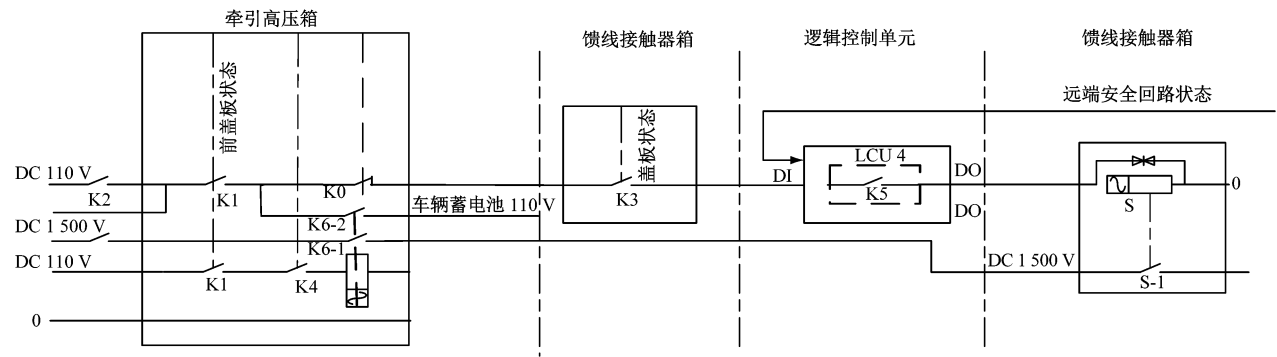 牵引高压箱
馈线接触器箱
逻辑控制单元
馈线接触器箱
前盖板状态
盖板状态
远端安全回路状态
DC 110 V
K2
K1
K0
K3
DI
LCU 4
K5
DO
DO
S
0
K6-2
车辆蓄电池 110 V
DC 1 500 V
K6-1
DC 1 500 V
S-1
DC 110 V
K1
K4
0